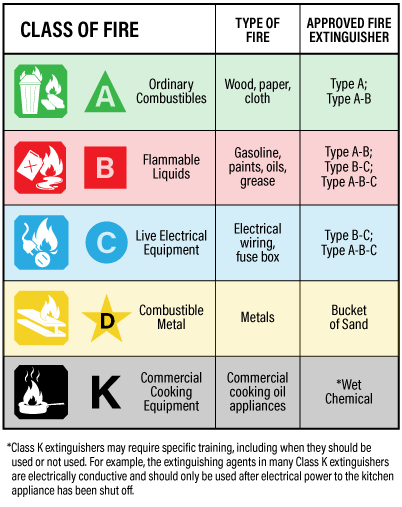 CLASS OF FIRE
TYPE OF
FIRE
APPROVED FIRE
EXTINGUISHER
A
Ordinary
Combustibles
Wood, paper,
cloth
Type A;
Type A-B
B
Flammable
Liquids
Gasoline,
paints, oils,
grease
Type A-B;
Type B-C;
Type A-B-C
C
Live Electrical
Equipment
Electrical
wiring,
fuse box
Type B-C;
Type A-B-C
D
Combustible
Metal
Metals
Bucket
of Sand
K
Commercial
Cooking
Equipment
Commercial
cooking oil
appliances
*Wet
Chemical
*Class K extinguishers may require specific training, including when they should be
used or not used. For example, the extinguishing agents in many Class K extinguishers
are electrically conductive and should only be used after electrical power to the kitchen
appliance has been shut off.